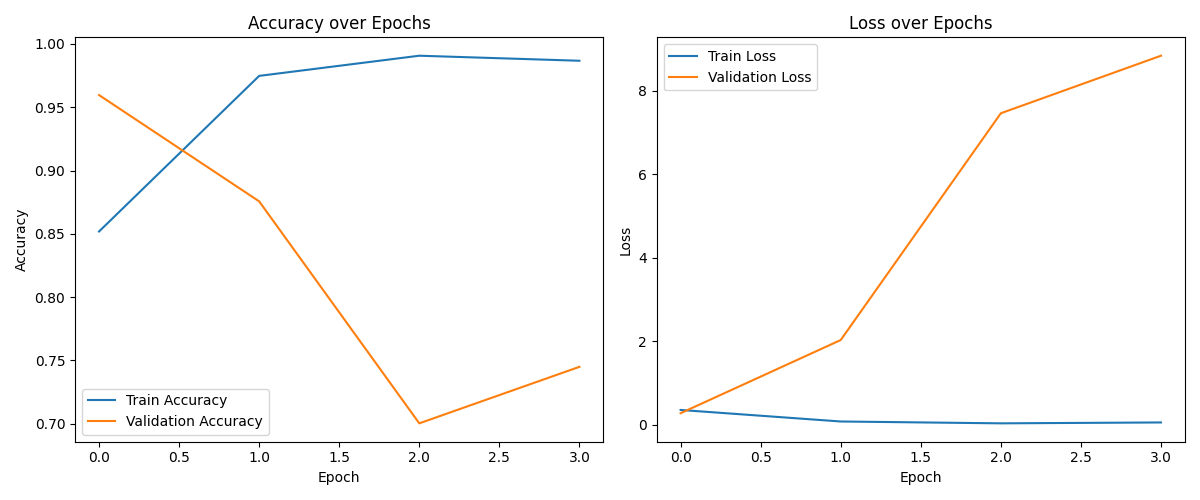 Accuracy over Epochs
1.00
0.95
0.90
0.85
0.80
0.75
0.70
Accuracy
Train Accuracy
Validation Accuracy
0.0 0.5 1.0 1.5 2.0 2.5 3.0
Epoch
Loss over Epochs
Train Loss
Validation Loss
8
6
4
2
0
Loss
0.0 0.5 1.0 1.5 2.0 2.5 3.0
Epoch